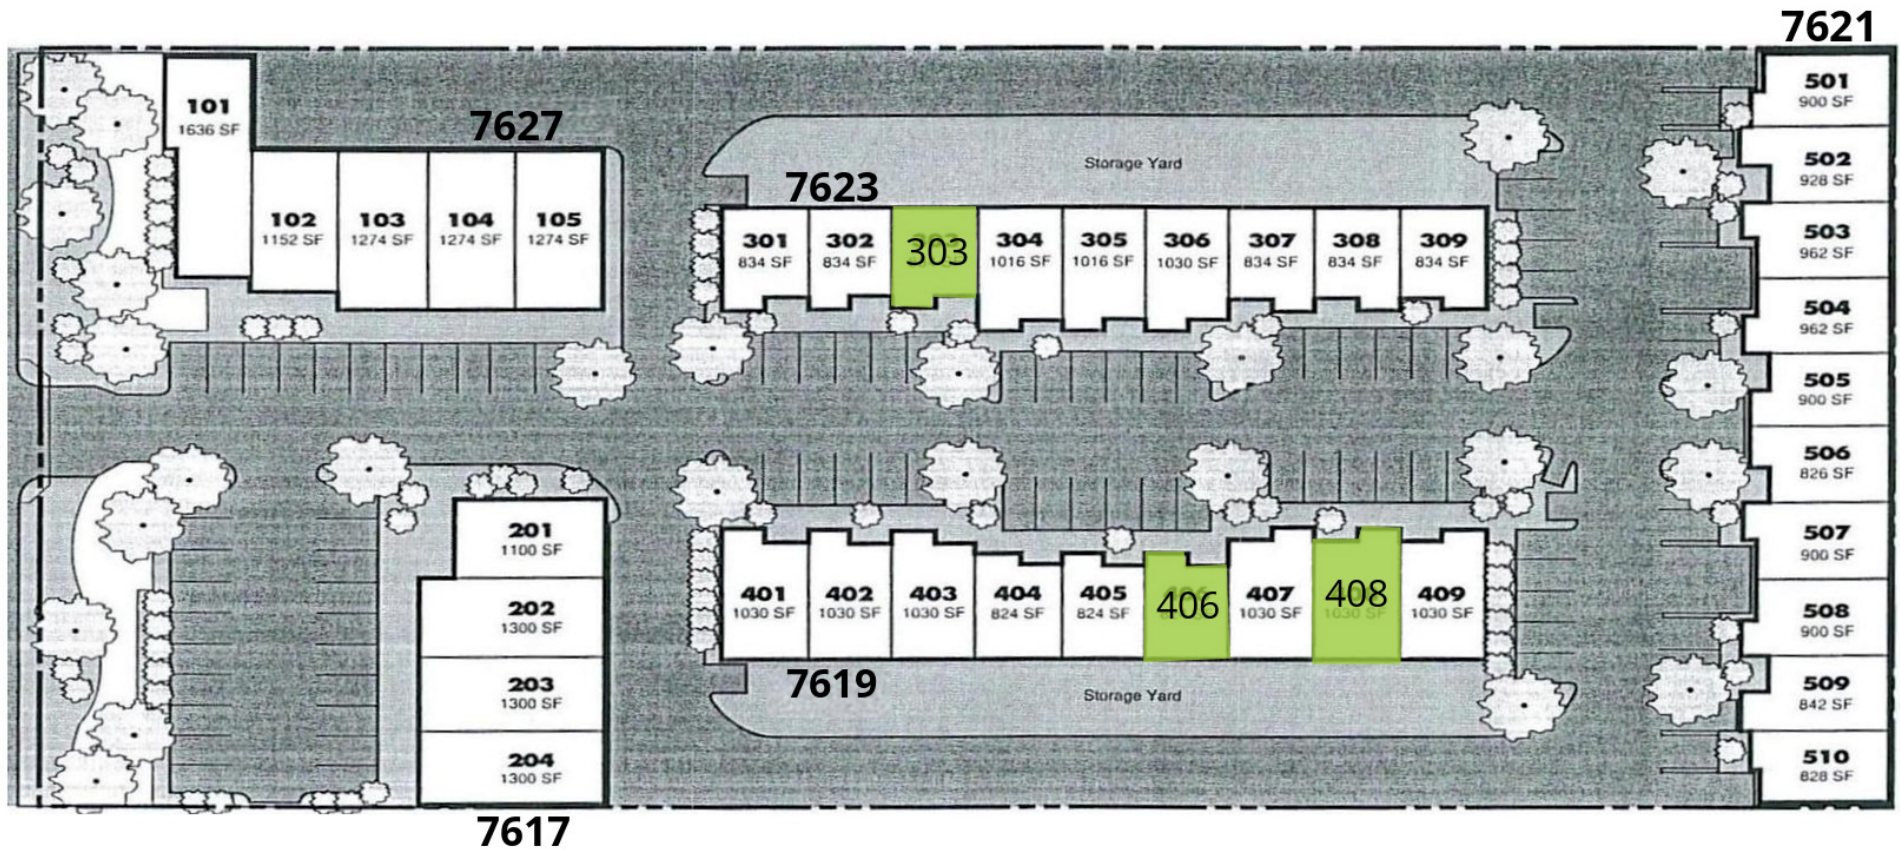 7621
501
900 SF
502
928 SF
503
962 SF
504
962 SF
505
900 SF
506
826 SF
507
900 SF
508
900 SF
509
842 SF
510
828 SF
7627
101
1636 SF
102
1152 SF
103
1274 SF
104
1274 SF
105
1274 SF
Storage Yard
7623
301
834 SF
302
834 SF
303
304
1016 SF
305
1016 SF
306
1030 SF
307
834 SF
308
834 SF
309
834 SF
201
1100 SF
202
1300 SF
203
1300 SF
204
1300 SF
7617
401
1030 SF
402
1030 SF
403
1030 SF
404
824 SF
405
824 SF
406
407
1030 SF
408
1030 SF
409
1030 SF
7619
Storage Yard